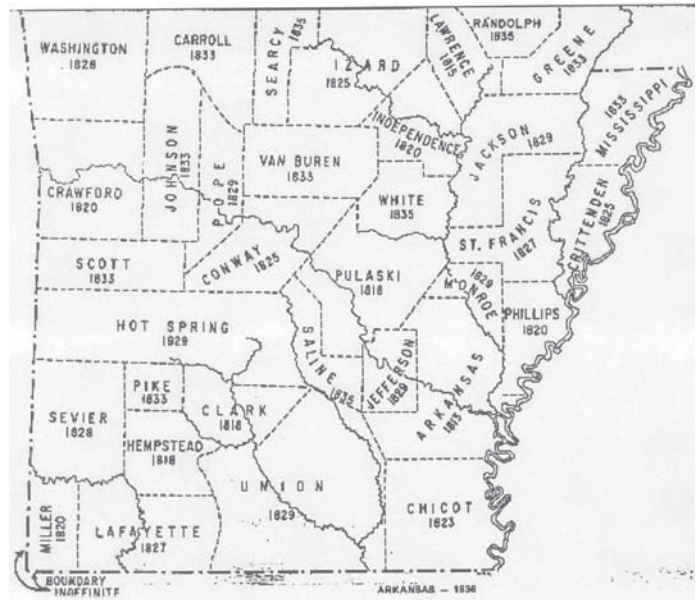 WASHINGTON
1828
CARROLL
1833
SEARCY
1835
IZARD
1825
LAWRENCE
1815
RANDOLPH
1835
GREENE
1833
1833
MISSISSIPPI
INDEPENDENCE
1820
JACKSON
1829
CRAWFORD
1820
JOHNSON
1833
POPE
1829
VAN BUREN
1833
WHITE
1835
ST. FRANCIS
1827
CRITTENDEN
1825
SCOTT
1833
CONWAY
1825
PULASKI
1818
1829
MONROE
PHILLIPS
1820
HOT SPRING
1829
SALINE
1835
JEFFERSON
1829
ARKANSAS
1813
PIKE
1833
CLARK
1818
SEVIER
1828
HEMPSTEAD
1818
UNION
1829
CHICOT
1823
MILLER
1820
LAFAYETTE
1827
BOUNDARY
INDEFINITE
ARKANSAS — 1836